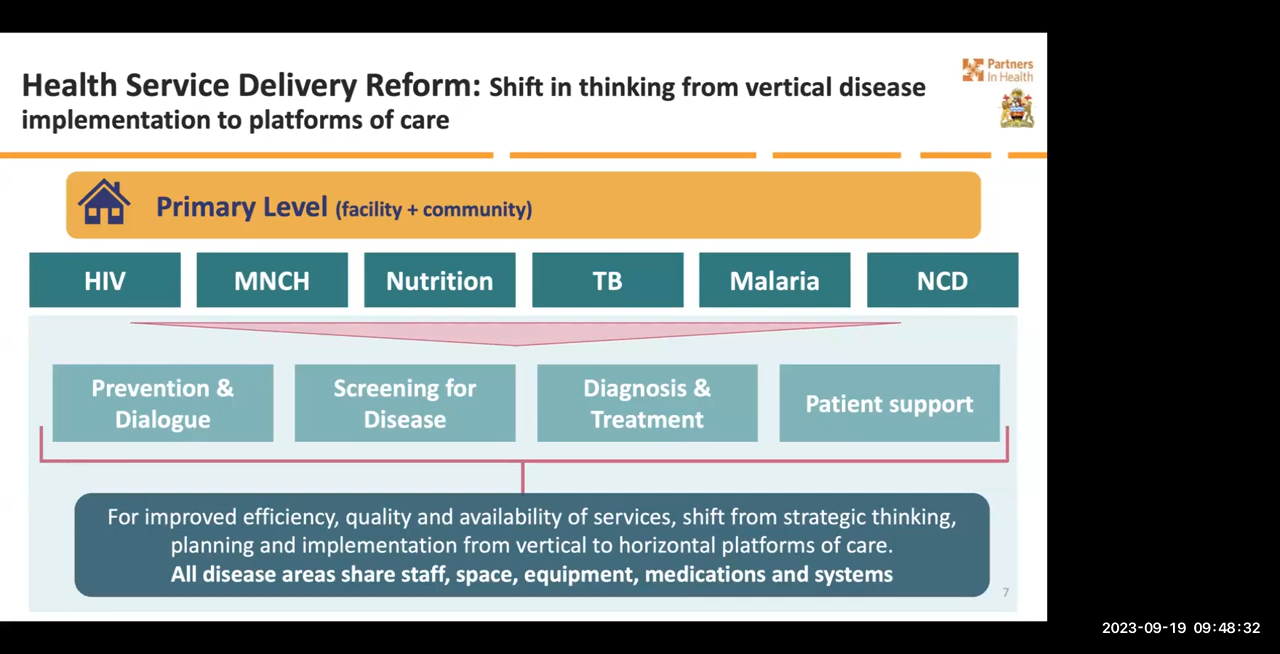 Health Service Delivery Reform: Shift in thinking from vertical disease
implementation to platforms of care
Partners
In Health
Primary Level (facility + community)
HIV
MNCH
Nutrition
TB
Malaria
NCD
Prevention &
Dialogue
Screening for
Disease
Diagnosis &
Treatment
Patient support
For improved efficiency, quality and availability of services, shift from strategic thinking,
planning and implementation from vertical to horizontal platforms of care.
All disease areas share staff, space, equipment, medications and systems
7
2023-09-19 09:48:32